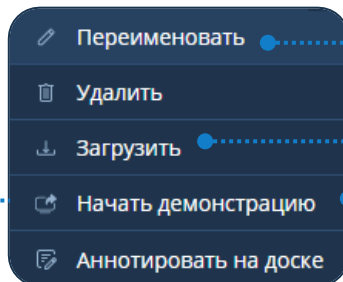 Переименовать
Удалить
Загрузить
Начать демонстрацию
Аннотировать на доске